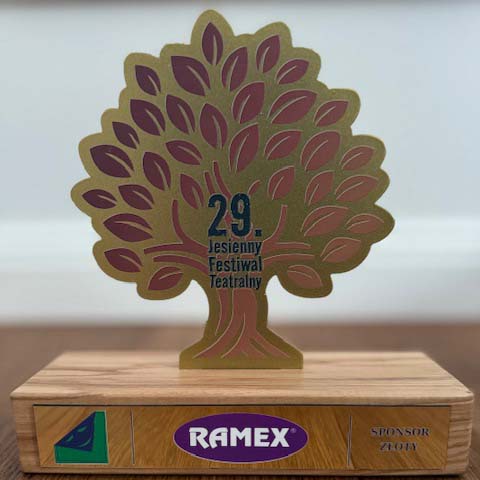 29.
Jesienny
Festiwal
Teatralny
RAMEX®
SPONSOR
ZŁOTY